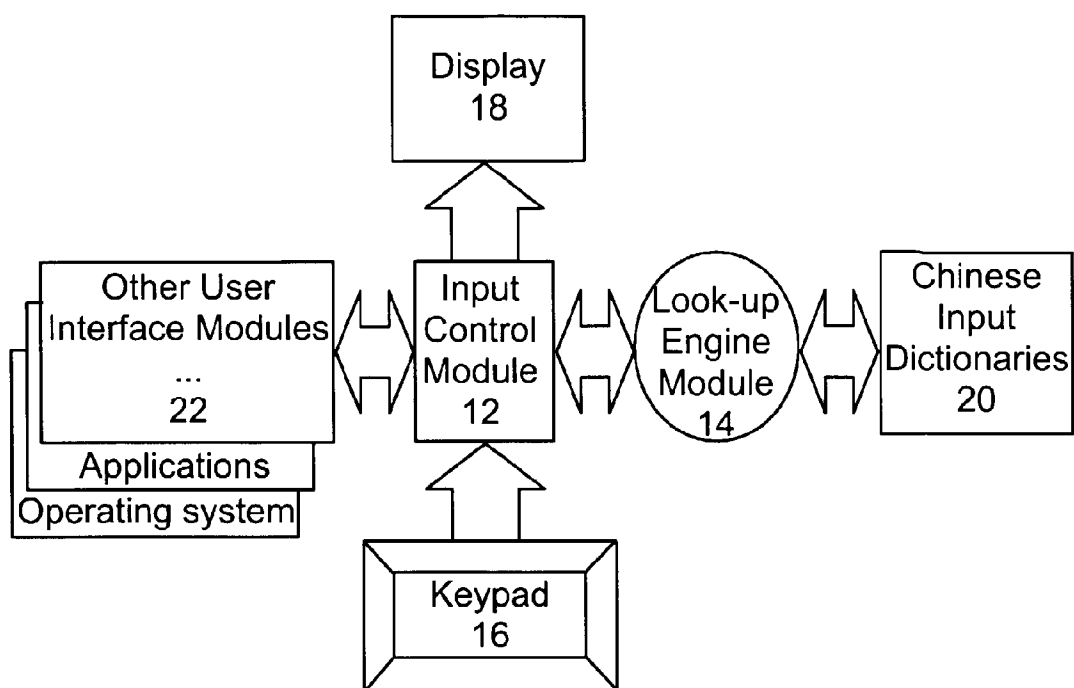 Display
18
Other User
Interface Modules
...
22
Applications
Operating system
Input
Control
Module
12
Look-up
Engine
Module
14
Chinese
Input
Dictionaries
20
Keypad
16